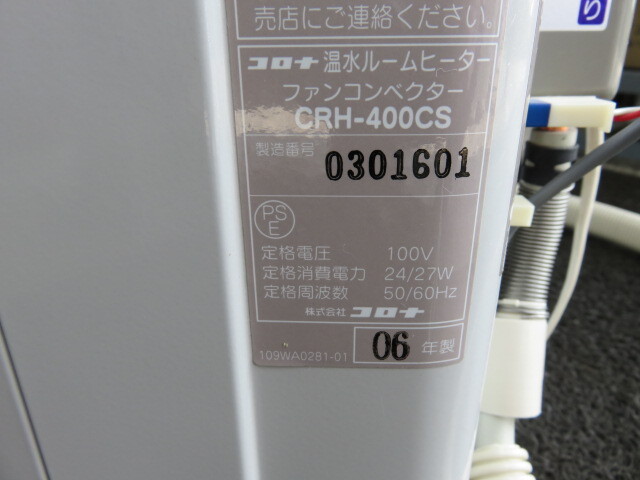 売店にご連絡ください。
コロナ 温水ルームヒーター
ファンコンベクター
CRH-400CS
製造番号 0301601
PS
E
定格電圧 100V
定格消費電力 24/27W
定格周波数 50/60Hz
株式会社 コロナ
109WA0281-01 06 年製
り